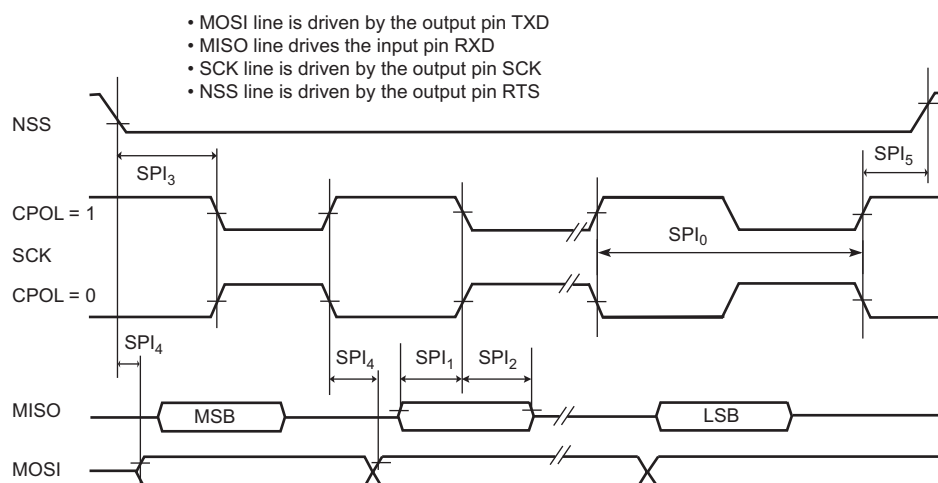 • MOSI line is driven by the output pin TXD
• MISO line drives the input pin RXD
• SCK line is driven by the output pin SCK
• NSS line is driven by the output pin RTS
NSS
SPI3
SPI5
CPOL = 1
SCK
SPI0
CPOL = 0
SPI4
SPI4
SPI1
SPI2
MISO
MSB
LSB
MOSI